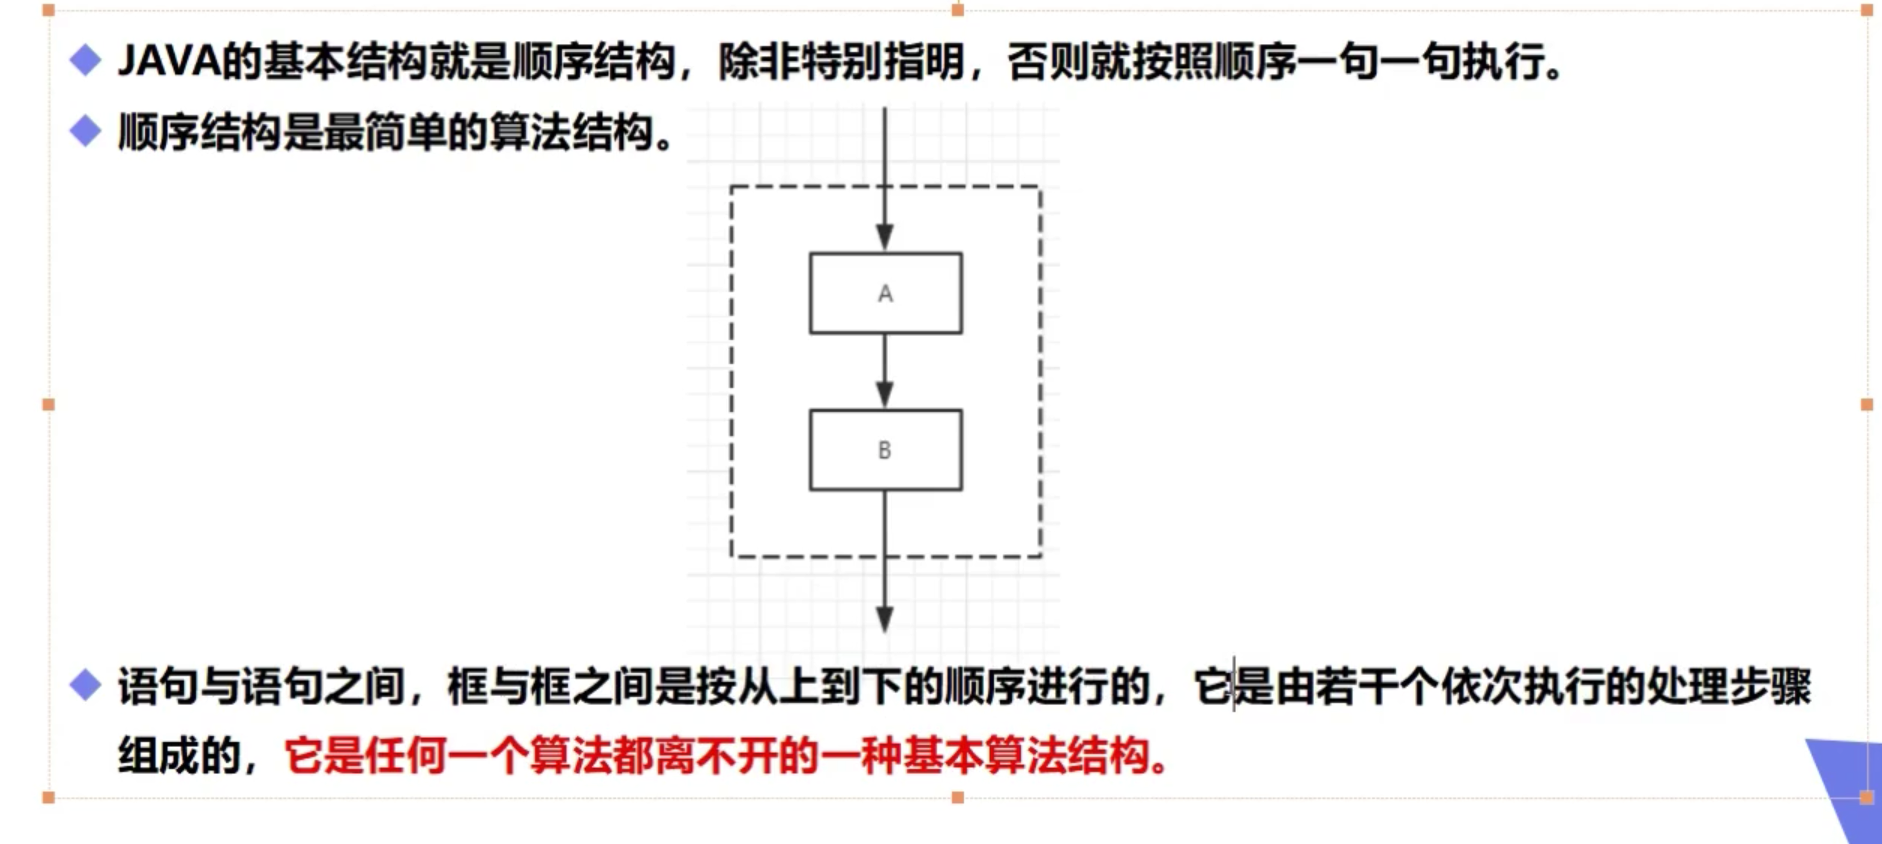 JAVA的基本结构就是顺序结构，除非特别指明，否则就按照顺序一句一句执行。
顺序结构是最简单的算法结构。
A
B
语句与语句之间，框与框之间是按从上到下的顺序进行的，它是由若干个依次执行的处理步骤
组成的，它是任何一个算法都离不开的一种基本算法结构。